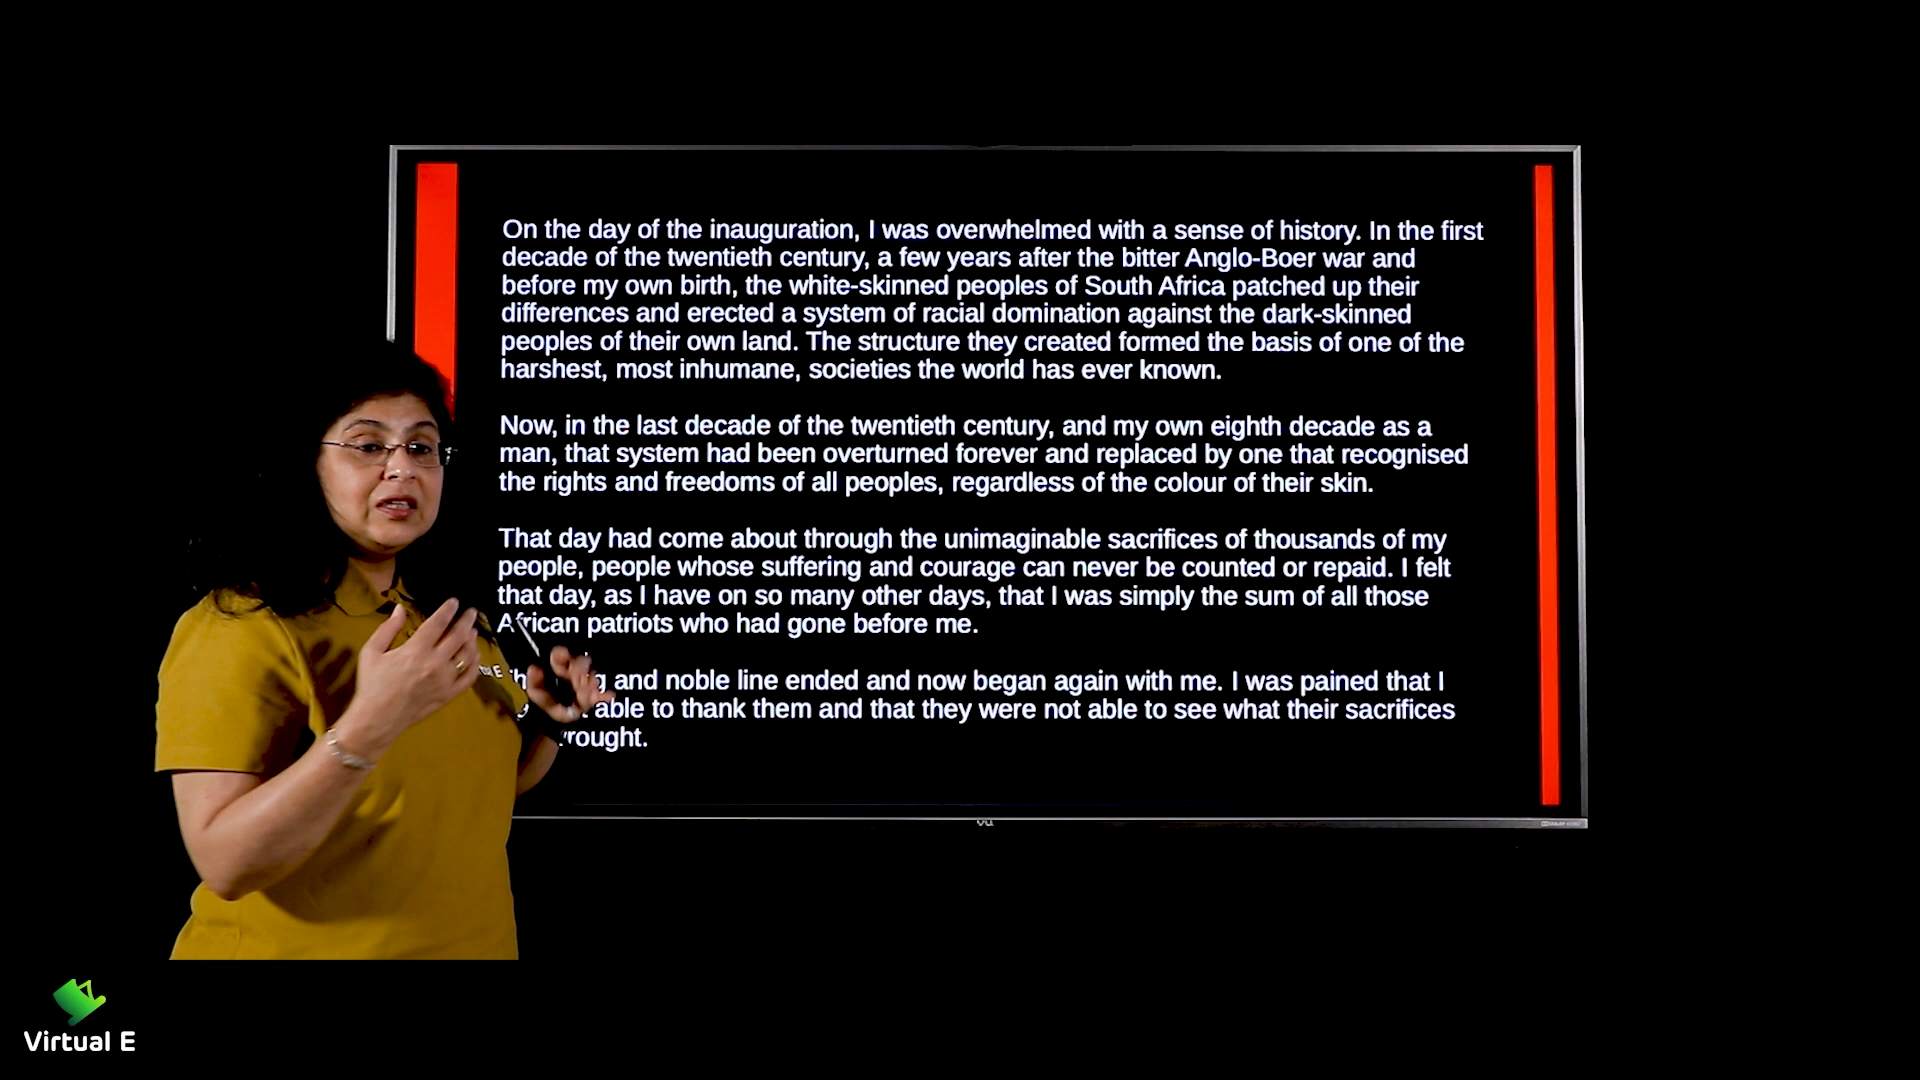 On the day of the inauguration, I was overwhelmed with a sense of history. In the first
decade of the twentieth century, a few years after the bitter Anglo-Boer war and
before my own birth, the white-skinned peoples of South Africa patched up their
differences and erected a system of racial domination against the dark-skinned
peoples of their own land. The structure they created formed the basis of one of the
harshest, most inhumane, societies the world has ever known.
Now, in the last decade of the twentieth century, and my own eighth decade as a
man, that system had been overturned forever and replaced by one that recognised
the rights and freedoms of all peoples, regardless of the colour of their skin.
That day had come about through the unimaginable sacrifices of thousands of my
people, people whose suffering and courage can never be counted or repaid. I felt
that day, as I have on so many other days, that I was simply the sum of all those
African patriots who had gone before me.
and noble line ended and now began again with me. I was pained that I
able to thank them and that they were not able to see what their sacrifices
Virtual E